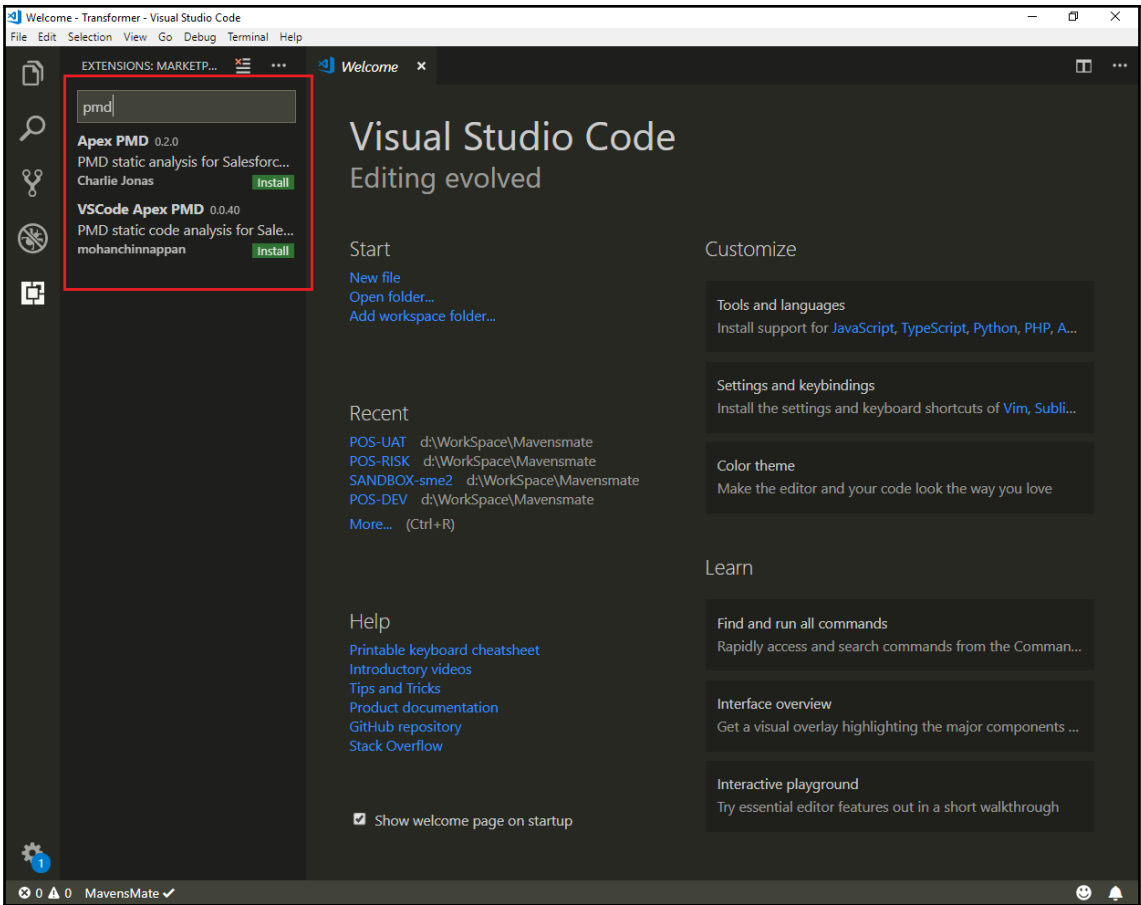 Welcome - Transformer - Visual Studio Code
File Edit Selection View Go Debug Terminal Help
EXTENSIONS: MARKETP...
pmd
Apex PMD 0.2.0
PMD static analysis for Salesforc...
Charlie Jonas Install
VSCode Apex PMD 0.0.40
PMD static code analysis for Sale...
mohanchinnappan Install
Welcome
Visual Studio Code
Editing evolved
Start
New file
Open folder...
Add workspace folder...
Recent
POS-UAT d:\WorkSpace\Mavensmate
POS-RISK d:\WorkSpace\Mavensmate
SANDBOX-sme2 d:\WorkSpace\Mavensmate
POS-DEV d:\WorkSpace\Mavensmate
More... (Ctrl+R)
Help
Printable keyboard cheatsheet
Introductory videos
Tips and Tricks
Product documentation
GitHub repository
Stack Overflow
Show welcome page on startup
Customize
Tools and languages
Install support for JavaScript, TypeScript, Python, PHP, A...
Settings and keybindings
Install the settings and keyboard shortcuts of Vim, Subli...
Color theme
Make the editor and your code look the way you love
Learn
Find and run all commands
Rapidly access and search commands from the Comman...
Interface overview
Get a visual overlay highlighting the major components ...
Interactive playground
Try essential editor features out in a short walkthrough
1
0 0 MavensMate